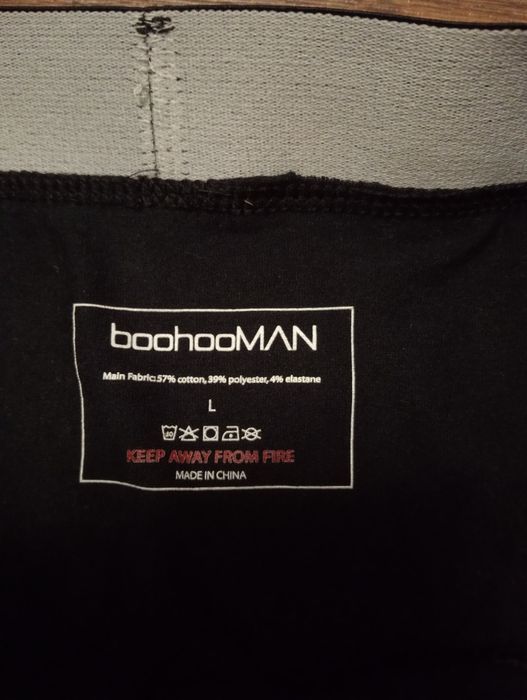 boohooMAN
Main Fabric:57% cotton,39% polyester,4% elastane
L
KEEP AWAY FROM FIRE
MADE IN CHINA